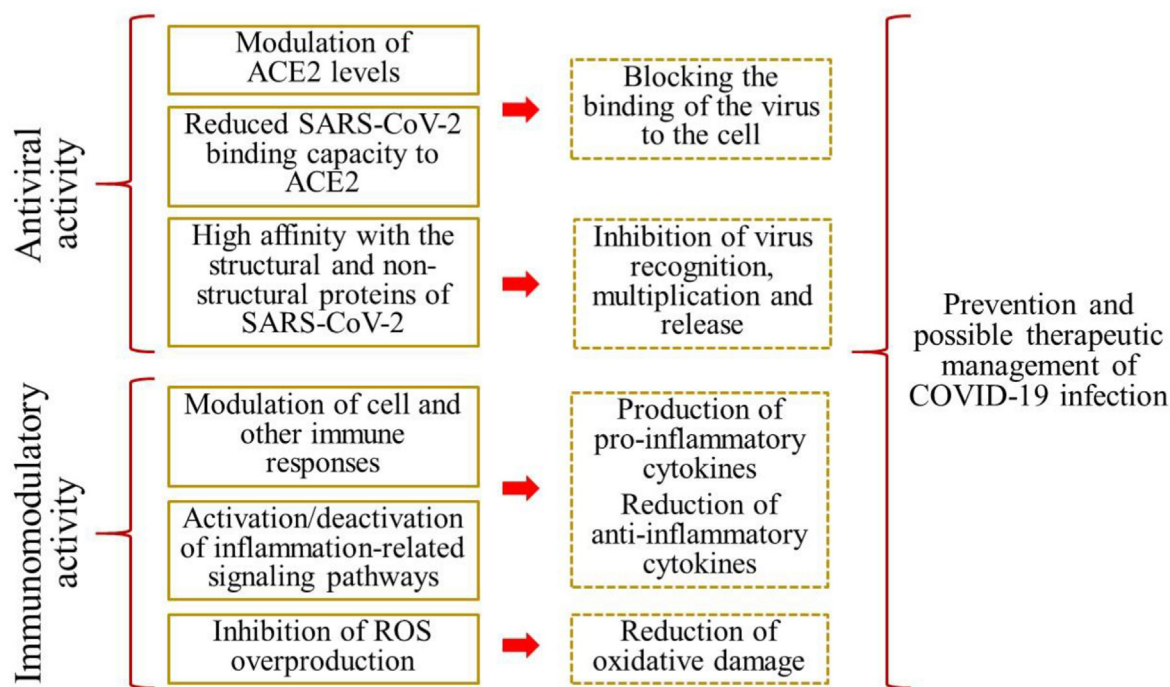 Antiviral
activity
Modulation of
ACE2 levels
Reduced SARS-CoV-2
binding capacity to
ACE2
High affinity with the
structural and non-
structural proteins of
SARS-CoV-2
Blocking the
binding of the virus
to the cell
Inhibition of virus
recognition,
multiplication and
release
Immunomodulatory
activity
Modulation of cell and
other immune
responses
Activation/deactivation
of inflammation-related
signaling pathways
Inhibition of ROS
overproduction
Production of
pro-inflammatory
cytokines
Reduction of
anti-inflammatory
cytokines
Reduction of
oxidative damage
Prevention and
possible therapeutic
management of
COVID-19 infection